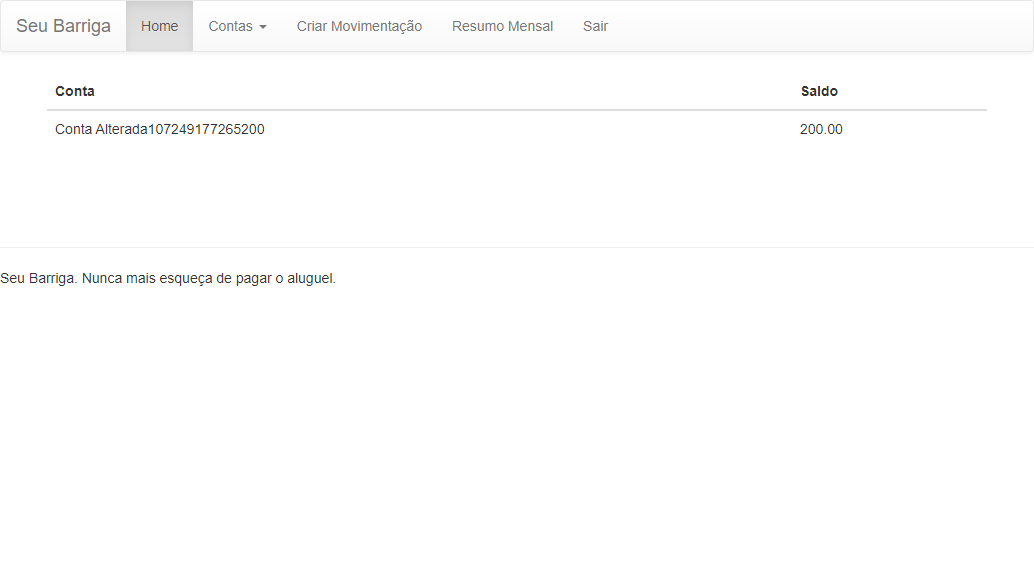 Seu Barriga Home Contas Criar Movimentação Resumo Mensal Sair
Conta Saldo
Conta Alterada107249177265200 200.00
Seu Barriga. Nunca mais esqueça de pagar o aluguel.